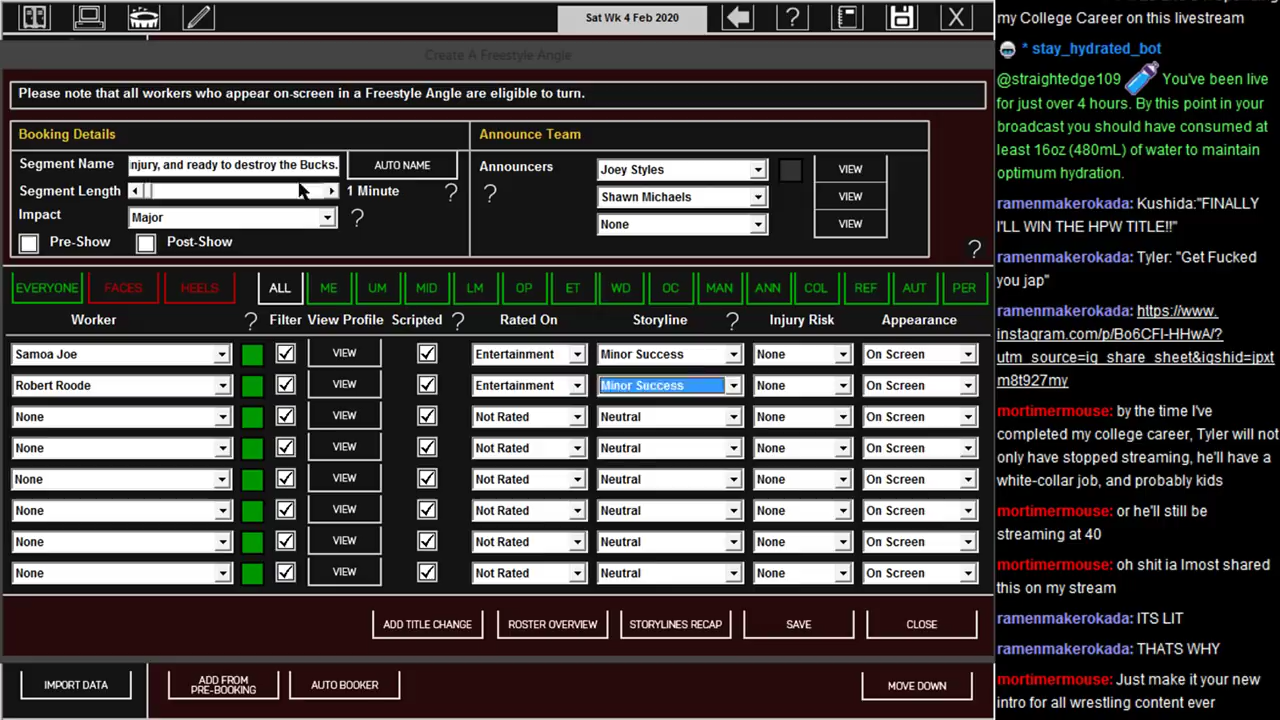 Sat Wk 4 Feb 2020
?
X
Create A Freestyle Angle
Please note that all workers who appear on-screen in a Freestyle Angle are eligible to turn.
Booking Details
Segment Name
njury, and ready to destroy the Bucks.
AUTO NAME
Segment Length
1 Minute
?
Impact
Major
?
Pre-Show
Post-Show
Announce Team
Announcers
?
Joey Styles
VIEW
Shawn Michaels
VIEW
None
VIEW
?
EVERYONE
FACES
HEELS
ALL
ME
UM
MID
LM
OP
ET
WD
OC
MAN
ANN
COL
REF
AUT
PER
Worker ? Filter View Profile Scripted ? Rated On Storyline ? Injury Risk Appearance
Samoa Joe VIEW Entertainment Minor Success None On Screen
Robert Roode VIEW Entertainment Minor Success None On Screen
None VIEW Not Rated Neutral None On Screen
None VIEW Not Rated Neutral None On Screen
None VIEW Not Rated Neutral None On Screen
None VIEW Not Rated Neutral None On Screen
None VIEW Not Rated Neutral None On Screen
None VIEW Not Rated Neutral None On Screen
ADD TITLE CHANGE
ROSTER OVERVIEW
STORYLINES RECAP
SAVE
CLOSE
IMPORT DATA
ADD FROM
PRE-BOOKING
AUTO BOOKER
MOVE DOWN
my College Career on this livestream
* stay_hydrated_bot
@straightedge109 You've been live
for just over 4 hours. By this point in your
broadcast you should have consumed at
least 16oz (480mL) of water to maintain
optimum hydration.
ramenmakerokada: Kushida:"FINALLY
I'LL WIN THE HPW TITLE!!"
ramenmakerokada: Tyler: "Get Fucked
you jap"
ramenmakerokada: https://www.
instagram.com/p/Bo6CFI-HHwA/?
utm_source=ig_share_sheet&igshid=jpxt
m8t927my
mortimermouse: by the time I've
completed my college career, Tyler will not
only have stopped streaming, he'll have a
white-collar job, and probably kids
mortimermouse: or he'll still be
streaming at 40
mortimermouse: oh shit ia lmost shared
this on my stream
ramenmakerokada: ITS LIT
ramenmakerokada: THATS WHY
mortimermouse: Just make it your new
intro for all wrestling content ever